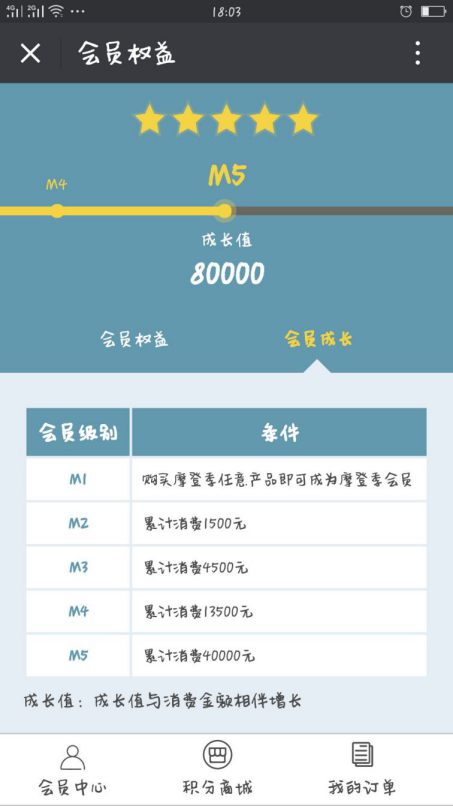 4G 2G 18:03
会员权益
M4
M5
成长值
80000
会员权益 会员成长
会员级别 条件
M1 购买摩登季任意产品即可成为摩登季会员
M2 累计消费1500元
M3 累计消费4500元
M4 累计消费13500元
M5 累计消费40000元
成长值：成长值与消费金额相伴增长
会员中心 积分商城 我的订单